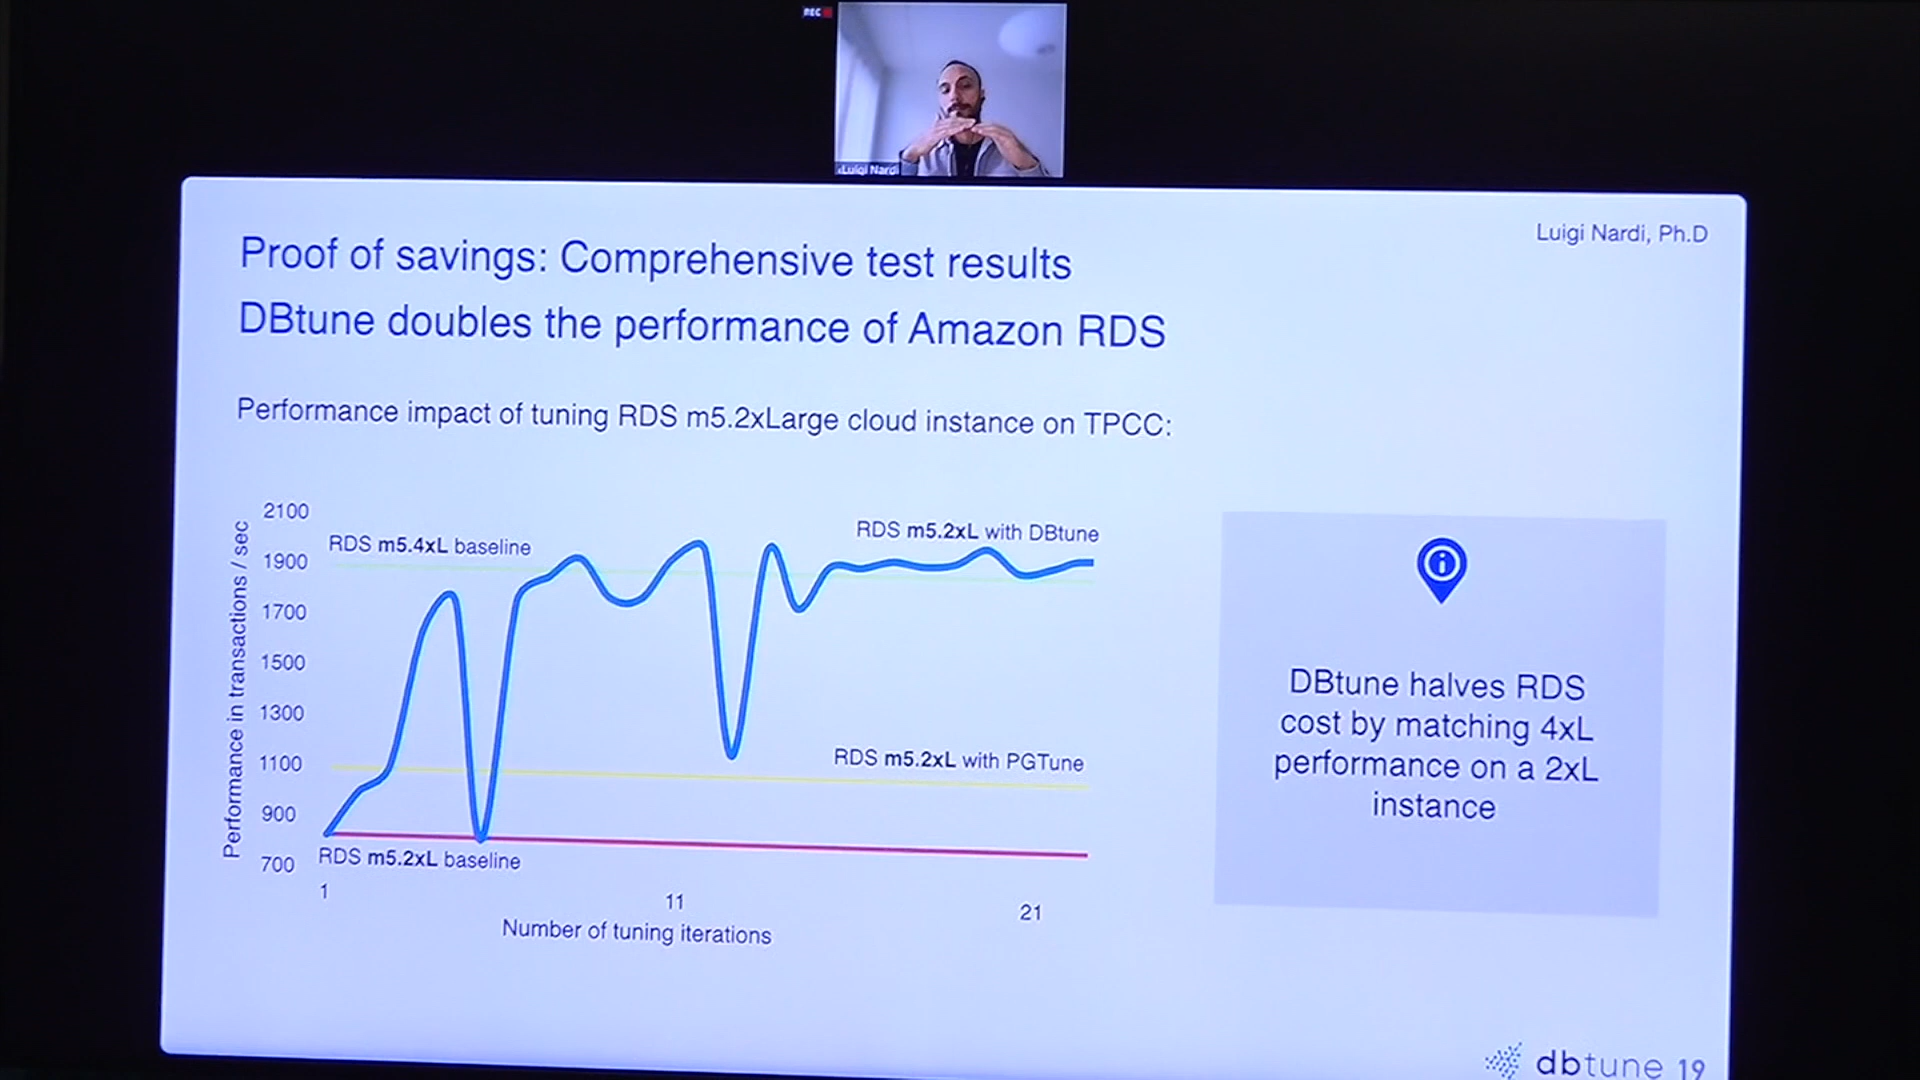 REC
Luigi Nardi
Luigi Nardi, Ph.D
Proof of savings: Comprehensive test results
DBtune doubles the performance of Amazon RDS
Performance impact of tuning RDS m5.2xLarge cloud instance on TPCC:
Performance in transactions / sec
2100
1900
1700
1500
1300
1100
900
700
RDS m5.4xL baseline
RDS m5.2xL with DBtune
RDS m5.2xL with PGTune
RDS m5.2xL baseline
1
11
21
Number of tuning iterations
DBtune halves RDS
cost by matching 4xL
performance on a 2xL
instance
dbtune 19